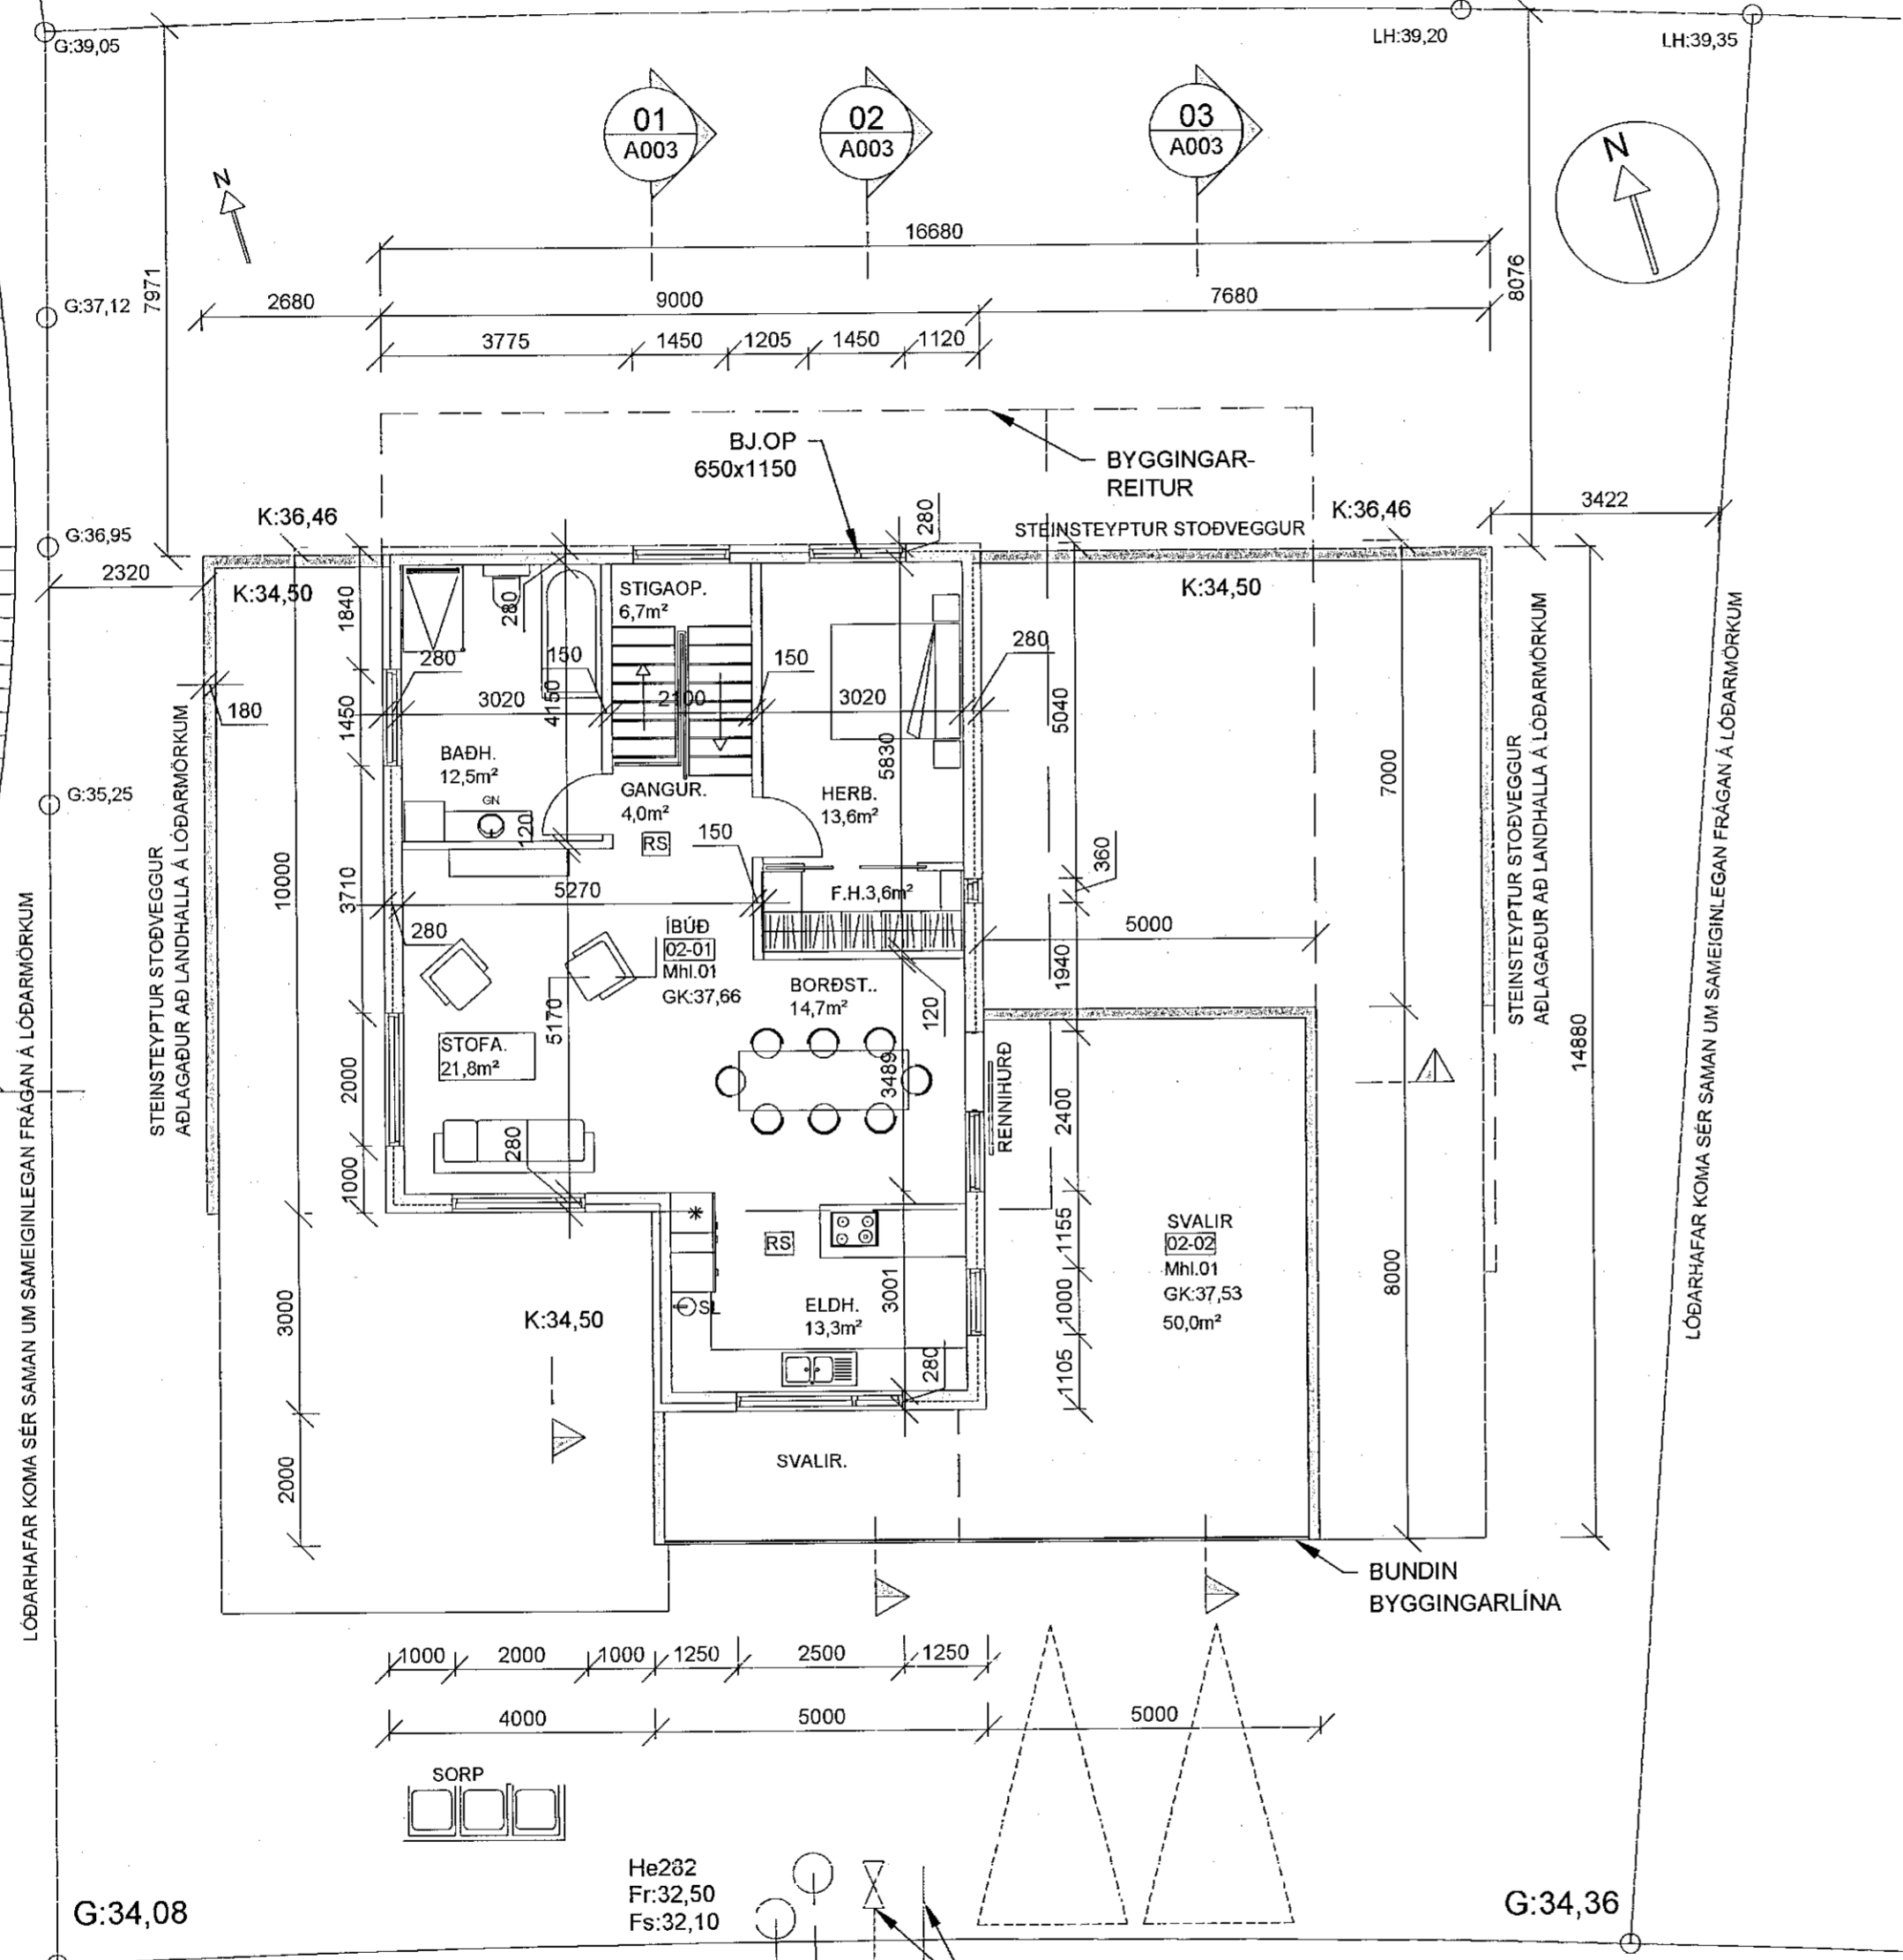 G:39,05
LH:39,20
LH:39,35
01
A003
02
A003
03
A003
N
N
16680
7971
8076
G:37,12
2680
9000
7680
3775
1450
1205
1450
1120
BJ.OP
650x1150
BYGGINGAR-
REITUR
280
K:36,46
K:36,46
3422
STEINSTEYPTUR STOÐVEGGUR
G:36,95
2320
K:34,50
K:34,50
1840
280
STIGAOP.
6,7m²
280
150
150
280
3020
4150
2100
3020
5040
180
1450
BAÐH.
12,5m²
GN
120
GANGUR.
4,0m²
RS
150
5830
HERB.
13,6m²
7000
G:35,25
360
10000
3710
5270
F.H.3,6m²
280
ÍBÚÐ
02-01
Mhl.01
GK:37,66
5000
1940
BORÐST..
14,7m²
120
5170
STOFA.
21,8m²
2000
3489
RENNIHURÐ
2400
14880
280
1000
STEINSTEYPTUR STOÐVEGGUR
AÐLAGAÐUR AÐ LANDHALLA Á LÓÐARMÖRKUM
STEINSTEYPTUR STOÐVEGGUR
AÐLAGAÐUR AÐ LANDHALLA Á LÓÐARMÖRKUM
LÓÐARHAFAR KOMA SÉR SAMAN UM SAMEIGINLEGAN FRÁGAN Á LÓÐARMÖRKUM
LÓÐARHAFAR KOMA SÉR SAMAN UM SAMEIGINLEGAN FRÁGAN Á LÓÐARMÖRKUM
RS
1155
SVALIR
02-02
Mhl.01
GK:37,53
50,0m²
8000
3000
K:34,50
SL
ELDH.
13,3m²
3001
1000
280
1105
2000
SVALIR.
BUNDIN
BYGGINGARLÍNA
1000
2000
1000
1250
2500
1250
4000
5000
5000
SORP
He282
Fr:32,50
Fs:32,10
G:34,08
G:34,36